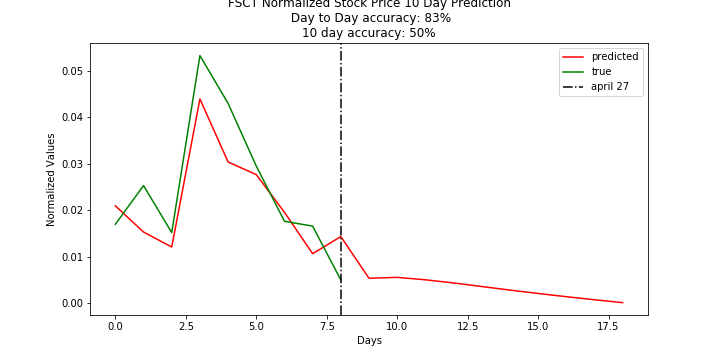 FSCT Normalized Stock Price 10 Day Prediction
Day to Day accuracy: 83%
10 day accuracy: 50%
predicted
true
april 27
0.05
0.04
0.03
0.02
0.01
0.00
Normalized Values
0.0 2.5 5.0 7.5 10.0 12.5 15.0 17.5
Days